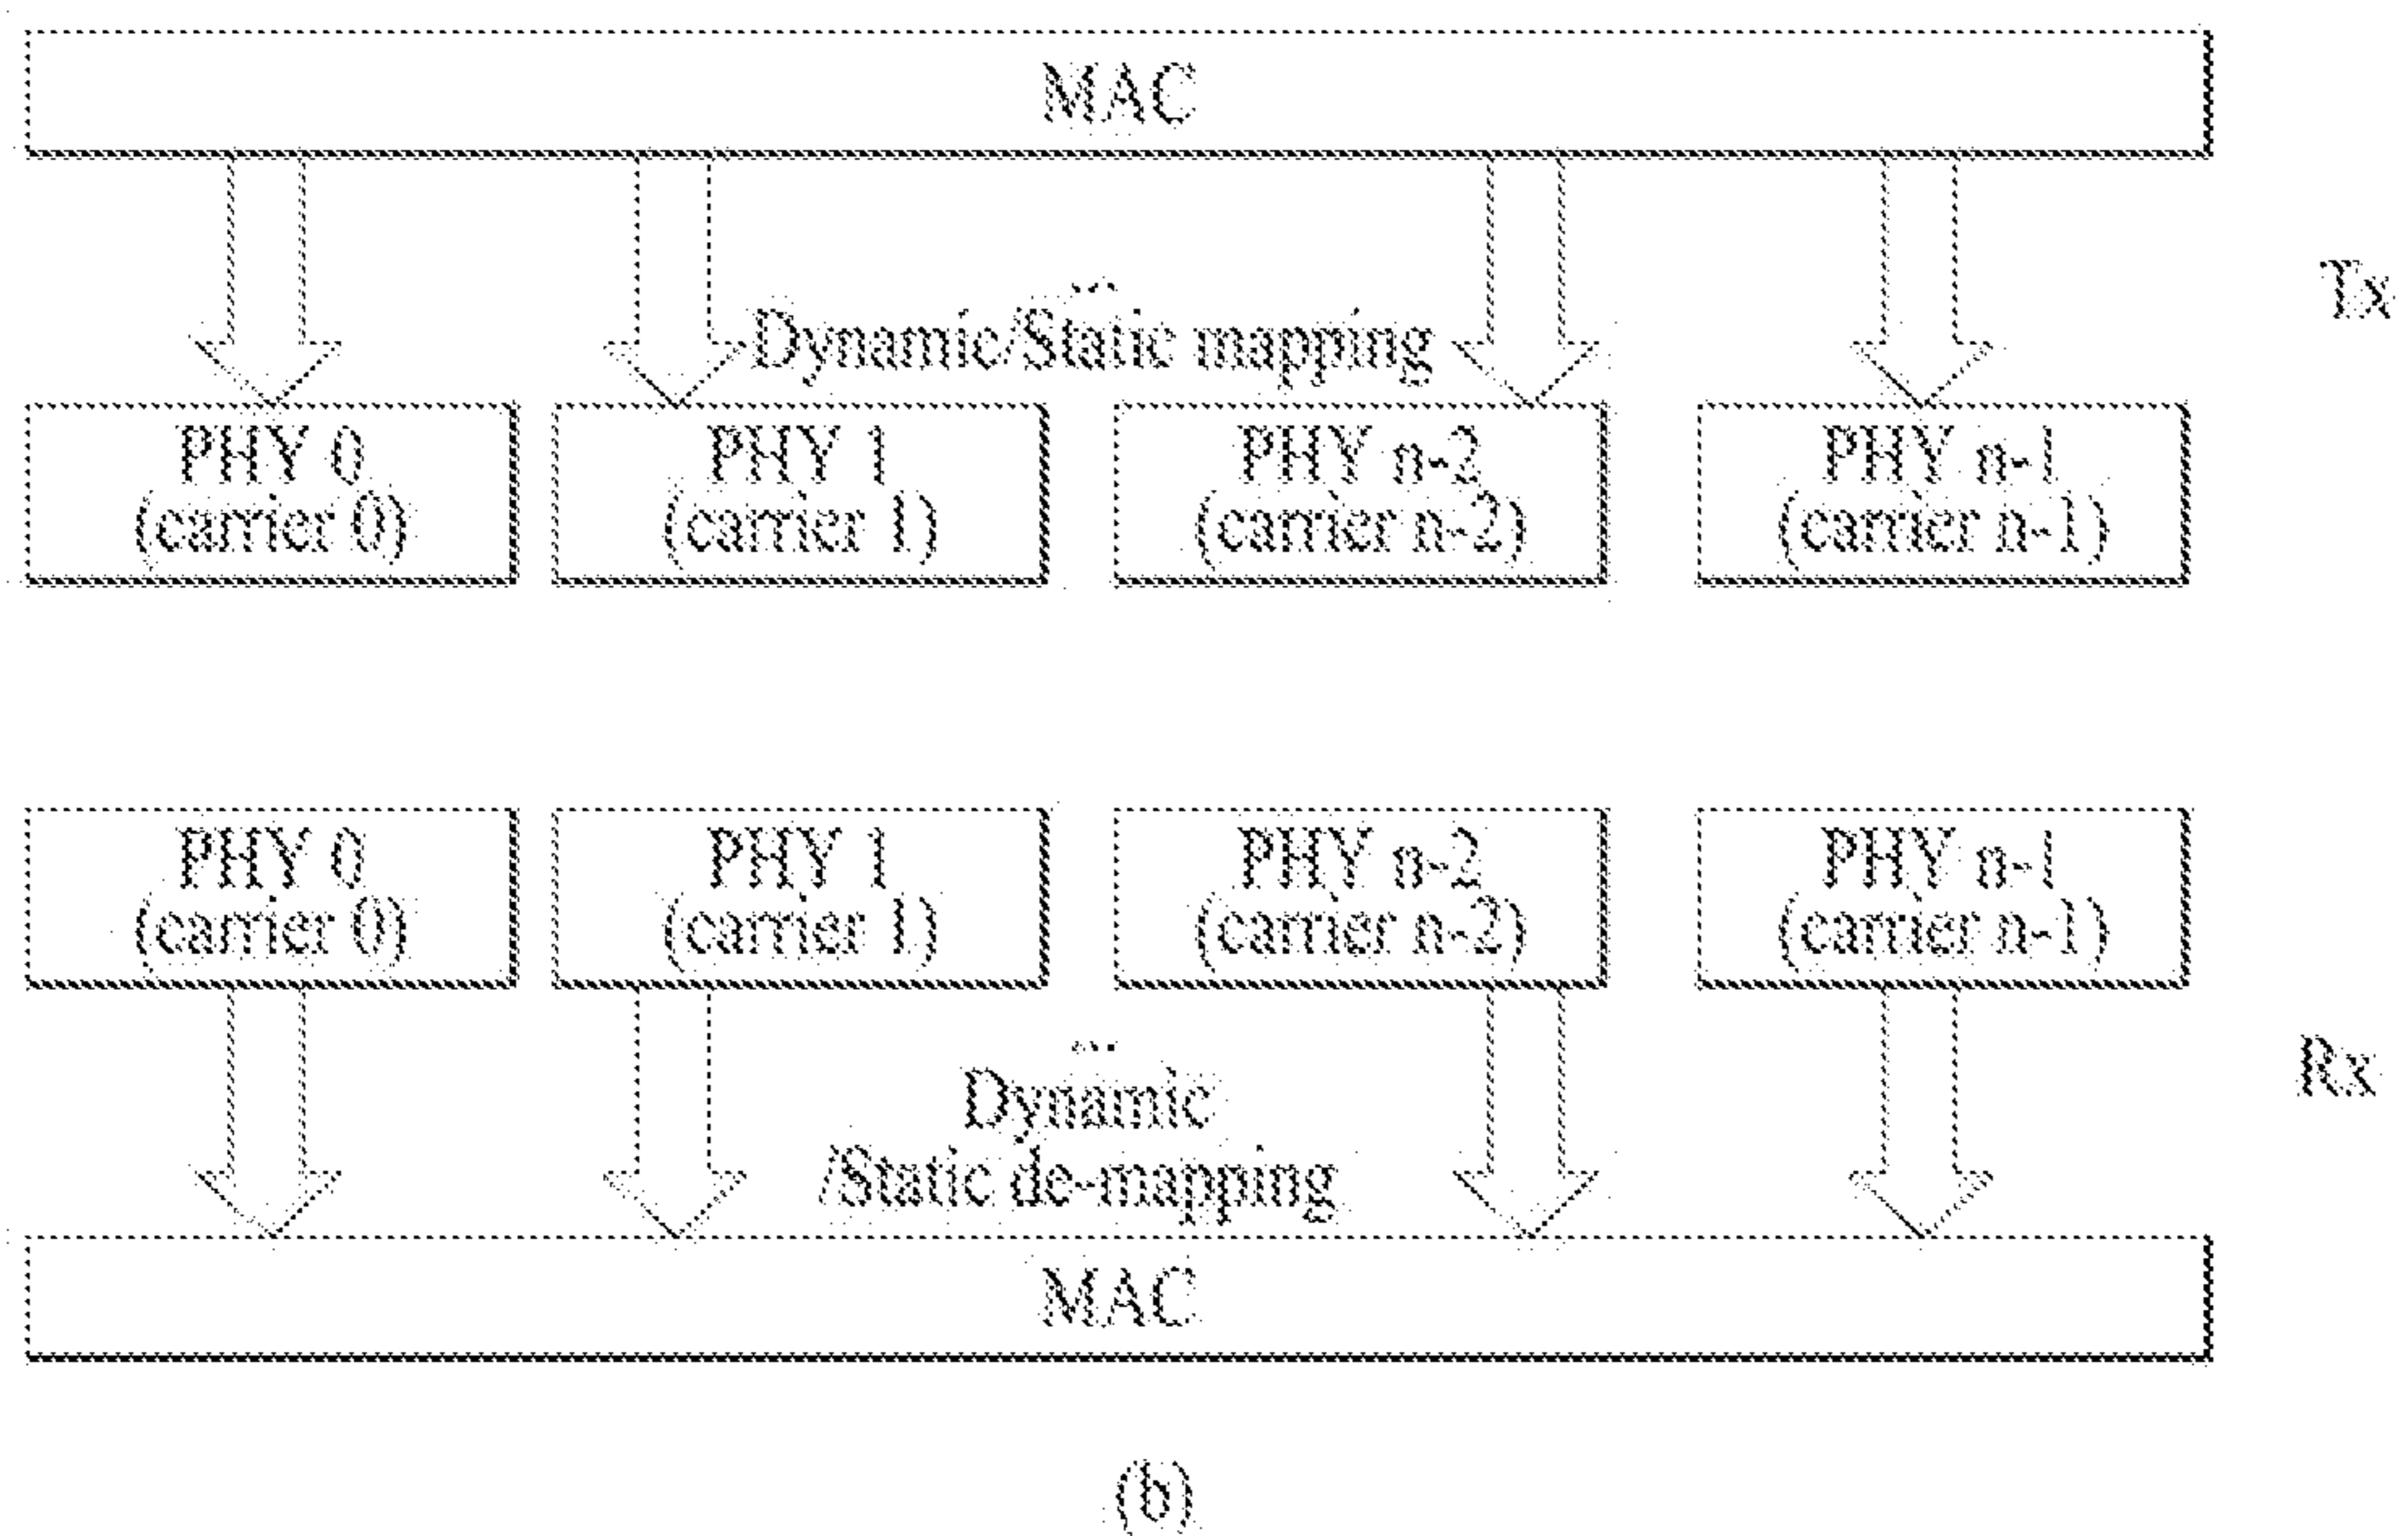 MAC
Tx
...
Dynamic/Static mapping
PHY 0
(carrier 0)
PHY 1
(carrier 1)
PHY n-2
(carrier n-2)
PHY n-1
(carrier n-1)
PHY 0
(carrier 0)
PHY 1
(carrier 1)
PHY n-2
(carrier n-2)
PHY n-1
(carrier n-1)
...
Rx
Dynamic
/Static de-mapping
MAC
(b)